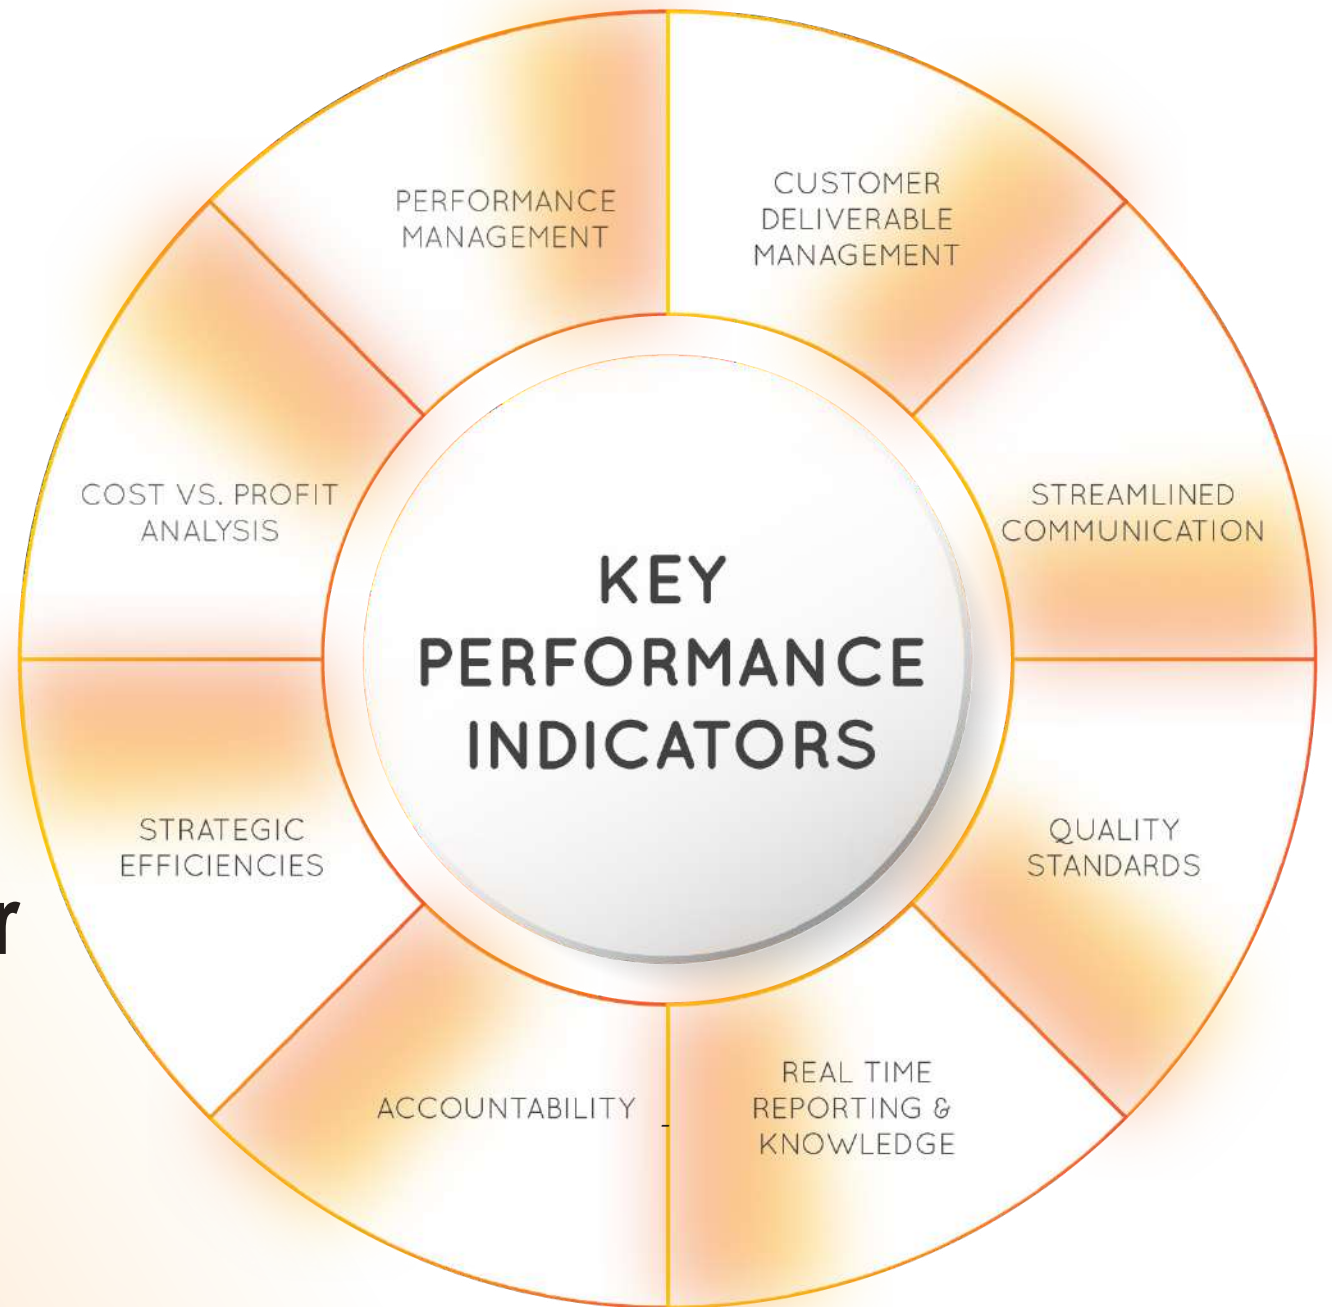 PERFORMANCE
MANAGEMENT
CUSTOMER
DELIVERABLE
MANAGEMENT
COST VS. PROFIT
ANALYSIS
STREAMLINED
COMMUNICATION
KEY
PERFORMANCE
INDICATORS
STRATEGIC
EFFICIENCIES
QUALITY
STANDARDS
r
ACCOUNTABILITY
REAL TIME
REPORTING &
KNOWLEDGE